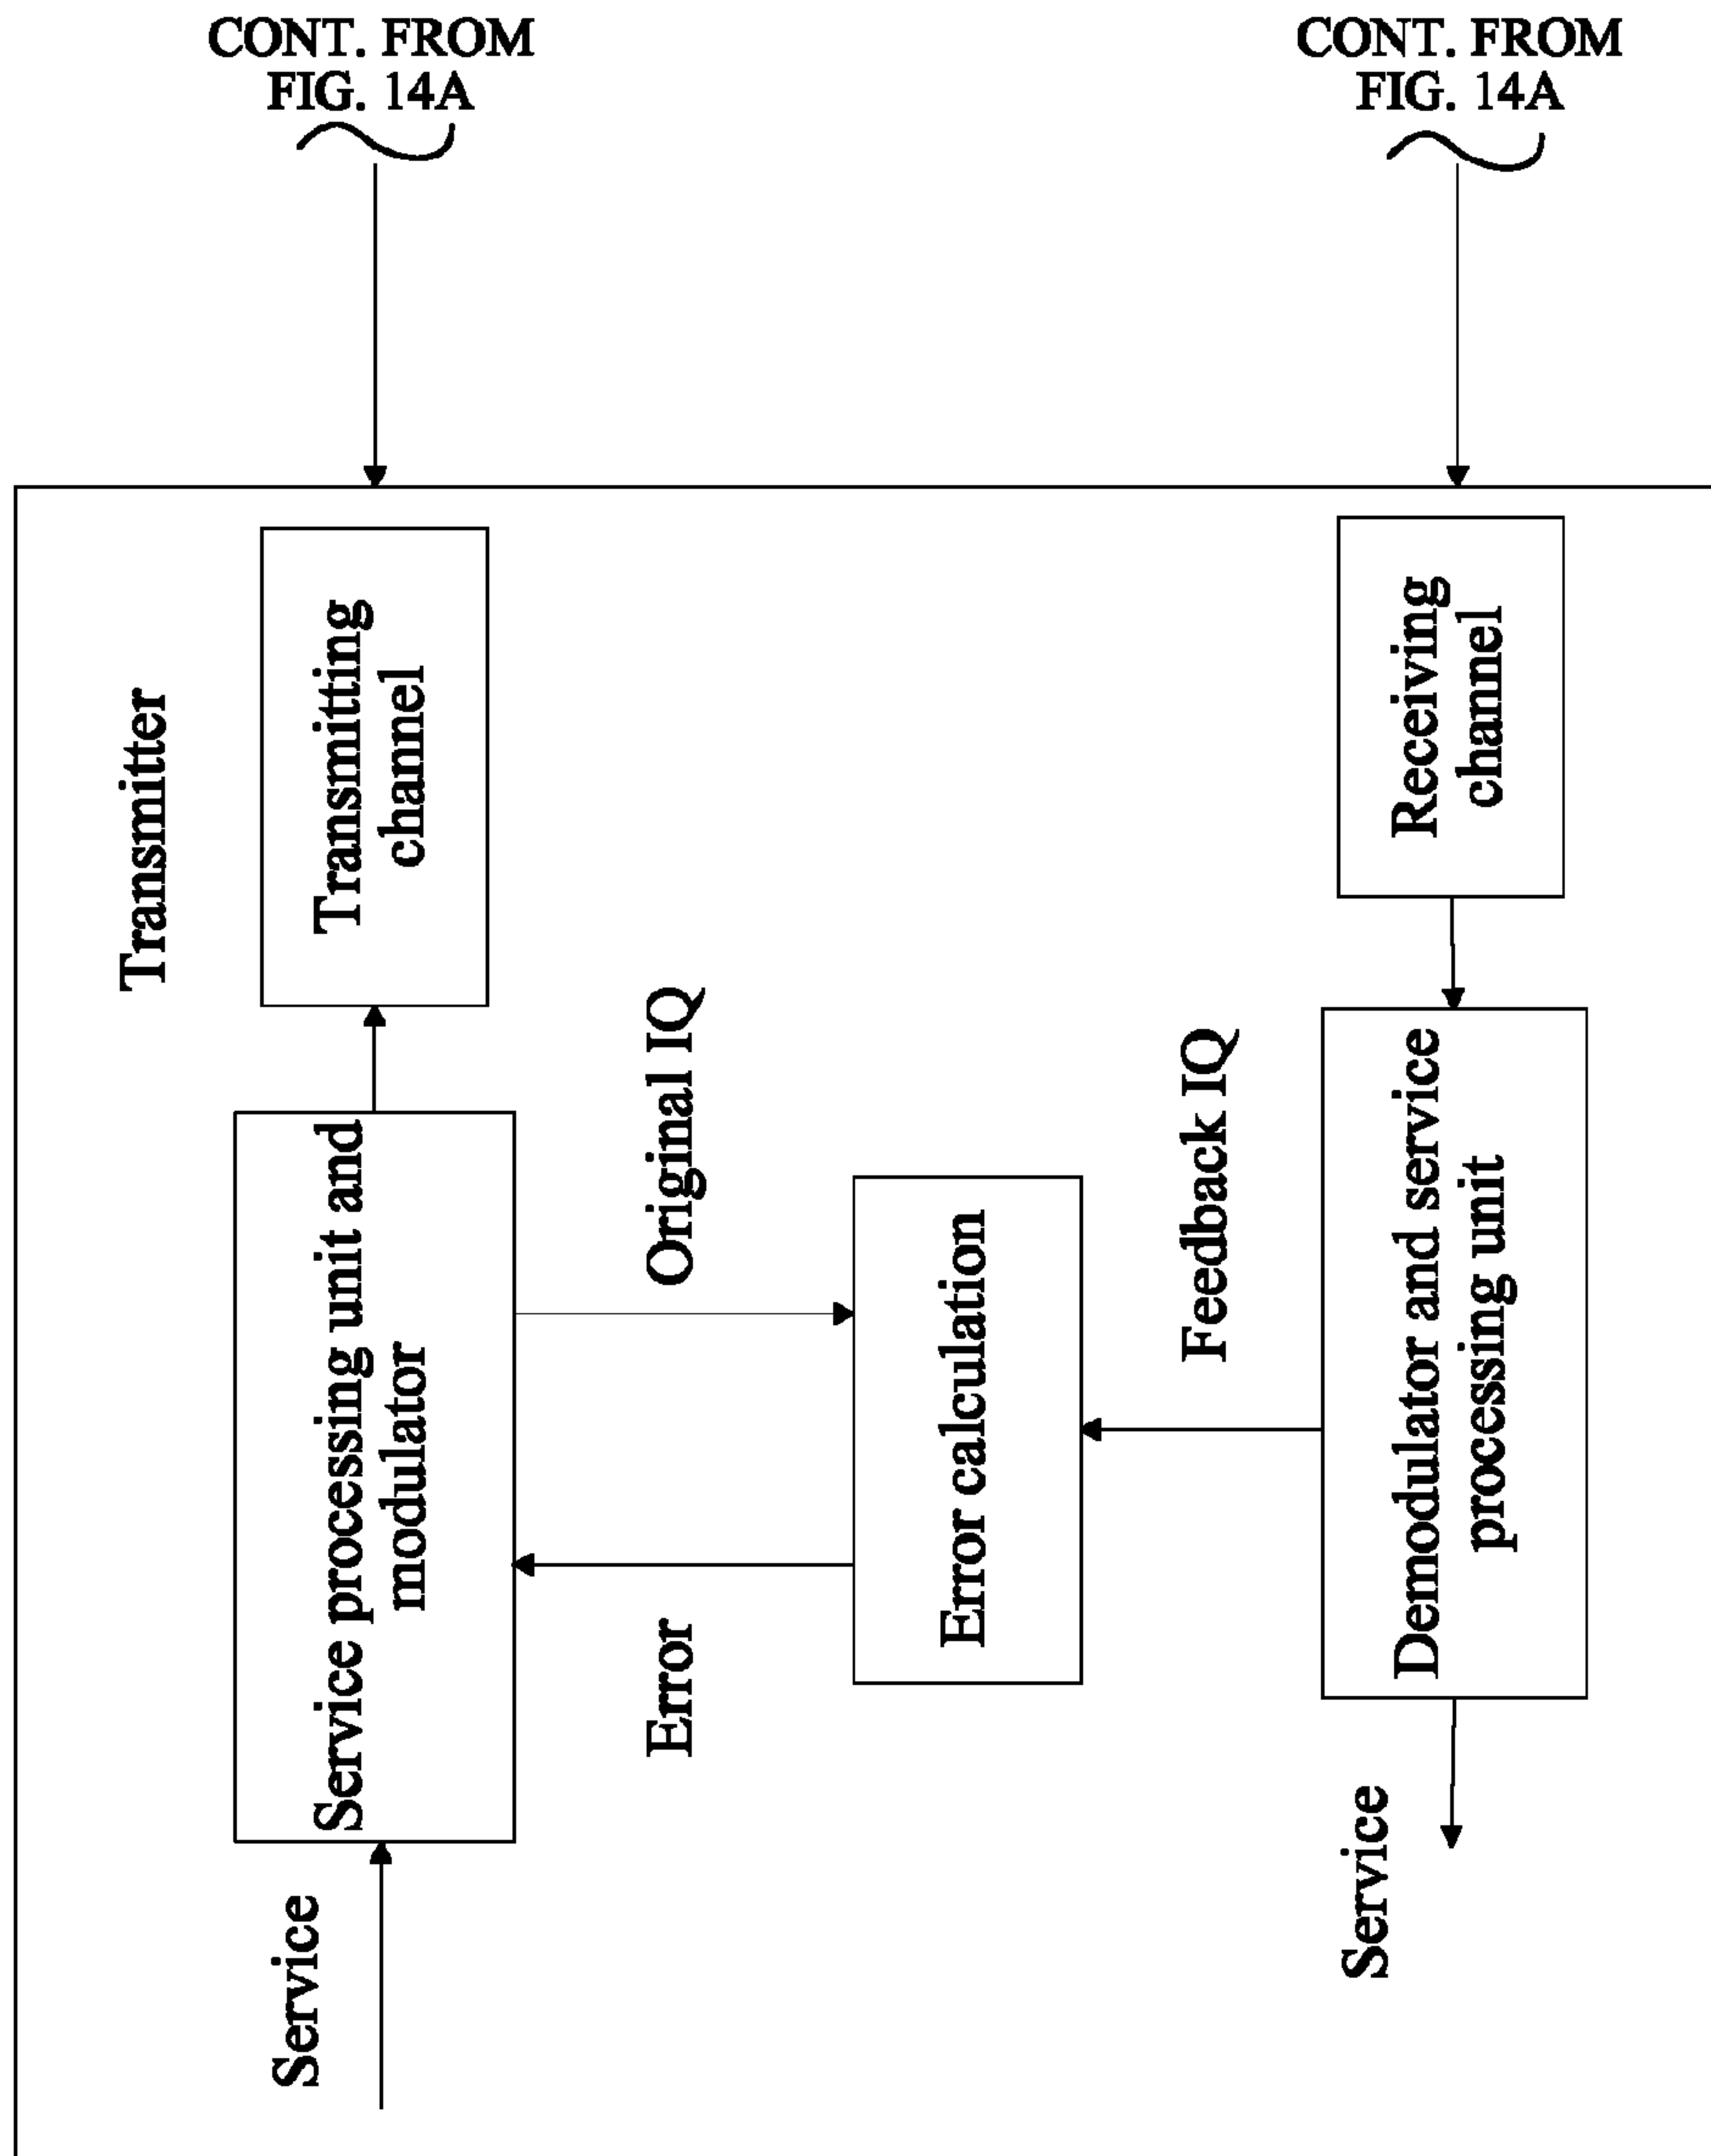 CONT. FROM
FIG. 14A
CONT. FROM
FIG. 14A
Transmitter
Service
Service processing unit and
modulator
Transmitting
channel
Error
Original IQ
Error calculation
Feedback IQ
Service
Demodulator and service
processing unit
Receiving
channel